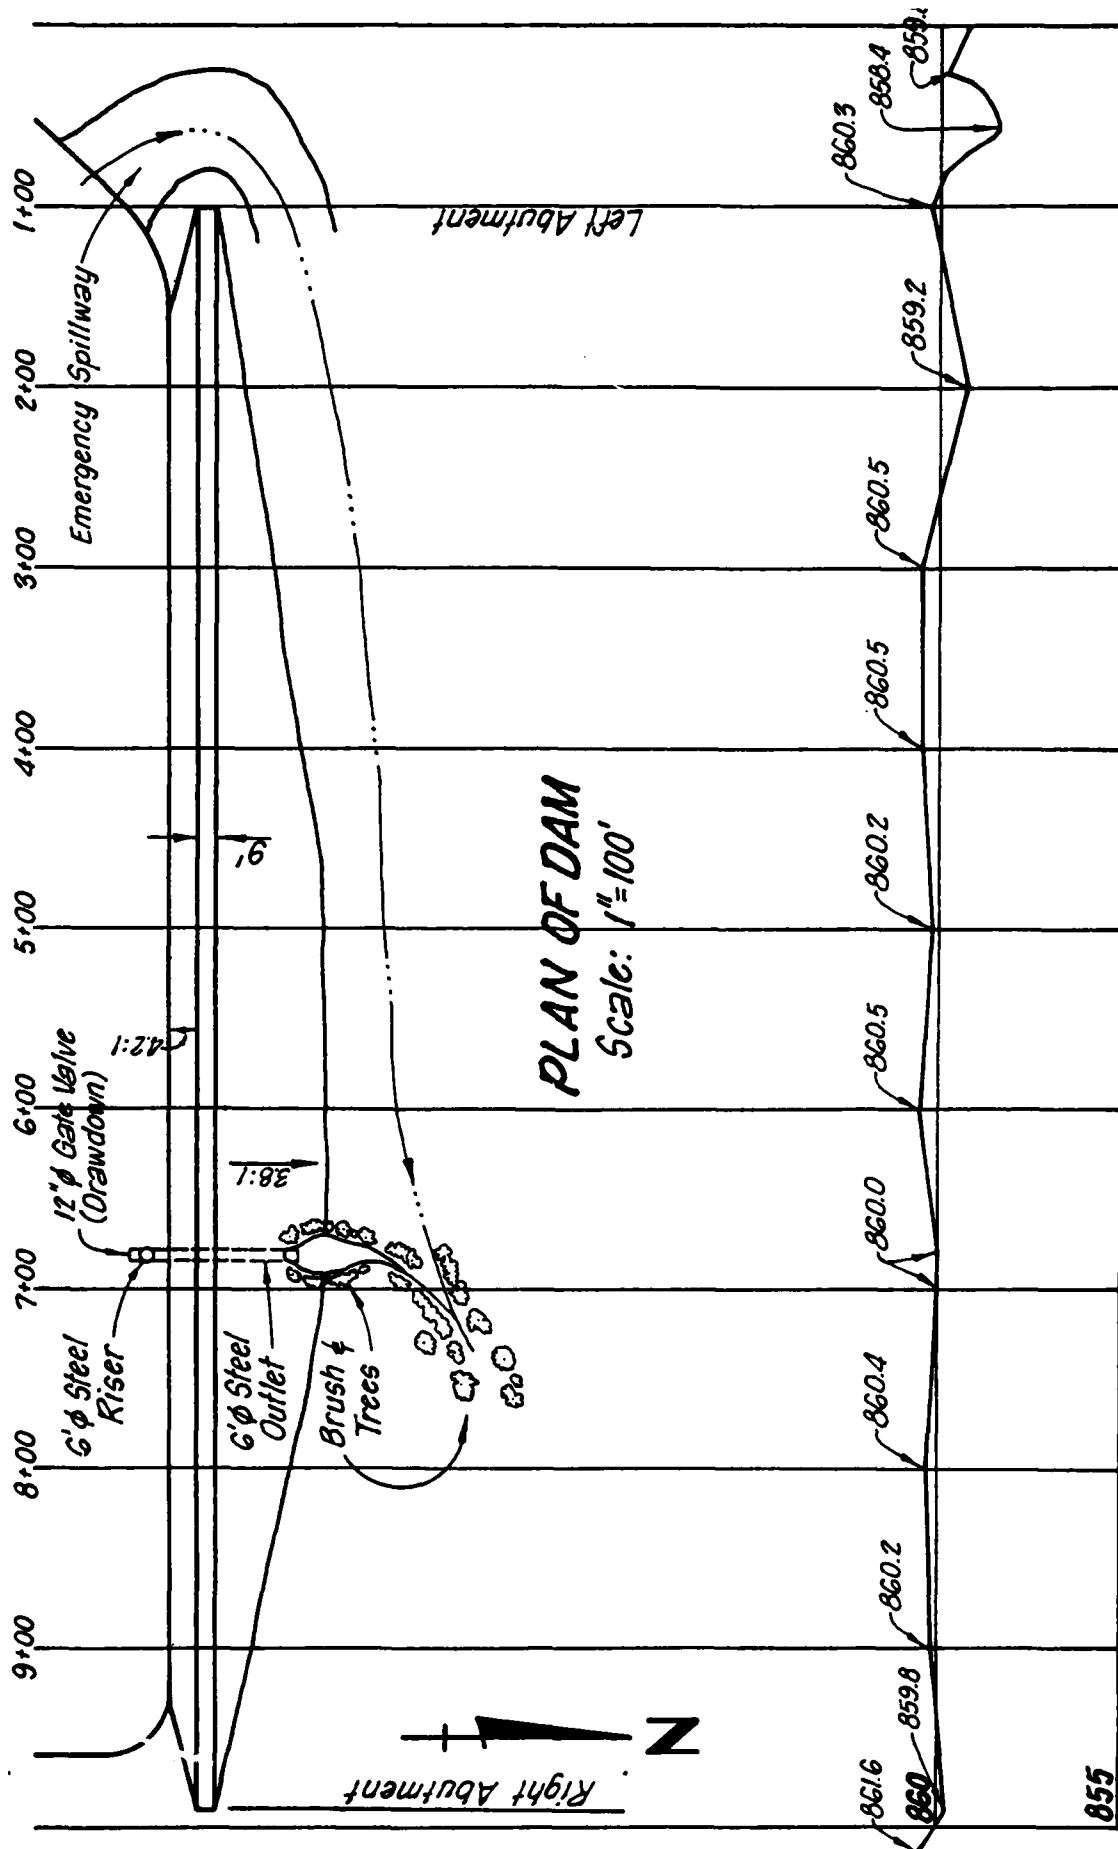 9+00
8+00
7+00
6+00
5+00
4+00
3+00
2+00
1+00
6'φ Steel
Riser
12"φ Gate Valve
(Drawdown)
6'φ Steel
Outlet
Brush &
Trees
4.2:1
3.8:1
9'
Emergency Spillway
Right Abutment
Left Abutment
N
PLAN OF DAM
Scale: 1"=100'
861.6
860
859.8
860.2
860.4
860.0
860.5
860.2
860.5
860.5
859.2
860.3
858.4
855